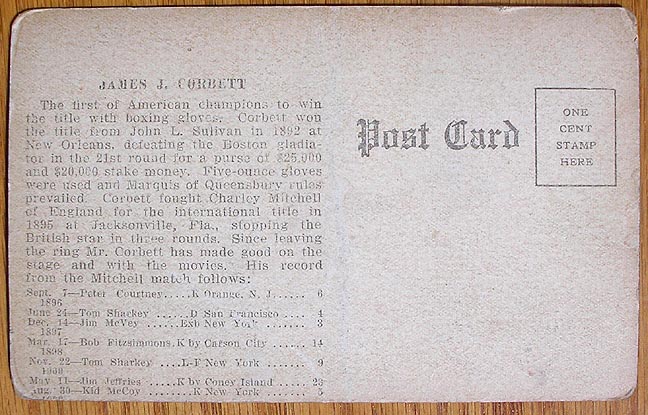 JAMES J. CORBETT
The first of American champions to win
the title with boxing gloves. Corbett won
the title from John L. Sulivan in 1892 at
New Orleans, defeating the Boston gladia-
tor in the 21st round for a purse of $25,000
and $20,000 stake money. Five-ounce gloves
were used and Marquis of Queensbury rules
prevailed. Corbett fought Charley Mitchell
of England for the international title in
1895 at Jacksonville, Fla., stopping the
British star in three rounds. Since leaving
the ring Mr. Corbett has made good on the
stage and with the movies. His record
from the Mitchell match follows:
Sept. 7—Peter Courtney.....K Orange, N. J...... 6
1896
June 24—Tom Sharkey .....D San Francisco .... 4
Dec. 14—Jim McVey ......Exb New York ...... 3
1897
Mar. 17—Bob Fitzsimmons.K by Carson City ..... 14
1898
Nov. 22—Tom Sharkey ....L-F New York ...... 9
1900
May 11—Jim Jeffries ....K by Coney Island ..... 23
Aug. 30—Kid McCoy ......K New York ...... 5
Post Card
ONE
CENT
STAMP
HERE